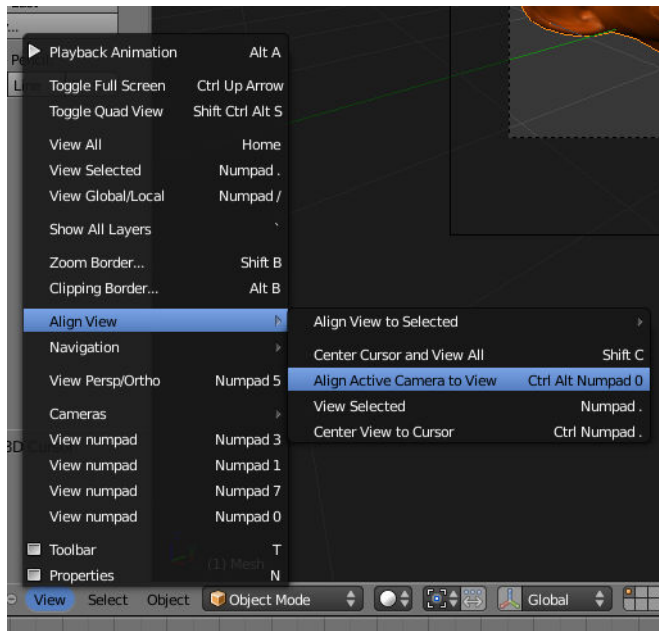 Playback Animation Alt A
Toggle Full Screen Ctrl Up Arrow
Toggle Quad View Shift Ctrl Alt S
View All Home
View Selected Numpad .
View Global/Local Numpad /
Show All Layers `
Zoom Border... Shift B
Clipping Border... Alt B
Align View
Navigation
View Persp/Ortho Numpad 5
Cameras
View numpad Numpad 3
View numpad Numpad 1
View numpad Numpad 7
View numpad Numpad 0
Toolbar T
Properties N
Align View to Selected
Center Cursor and View All Shift C
Align Active Camera to View Ctrl Alt Numpad 0
View Selected Numpad .
Center View to Cursor Ctrl Numpad .
(1) Mesh
View Select Object Object Mode Global